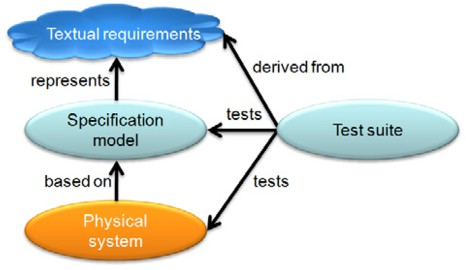 Textual requirements
represents
derived from
Specification
model
tests
Test suite
based on
tests
Physical
system